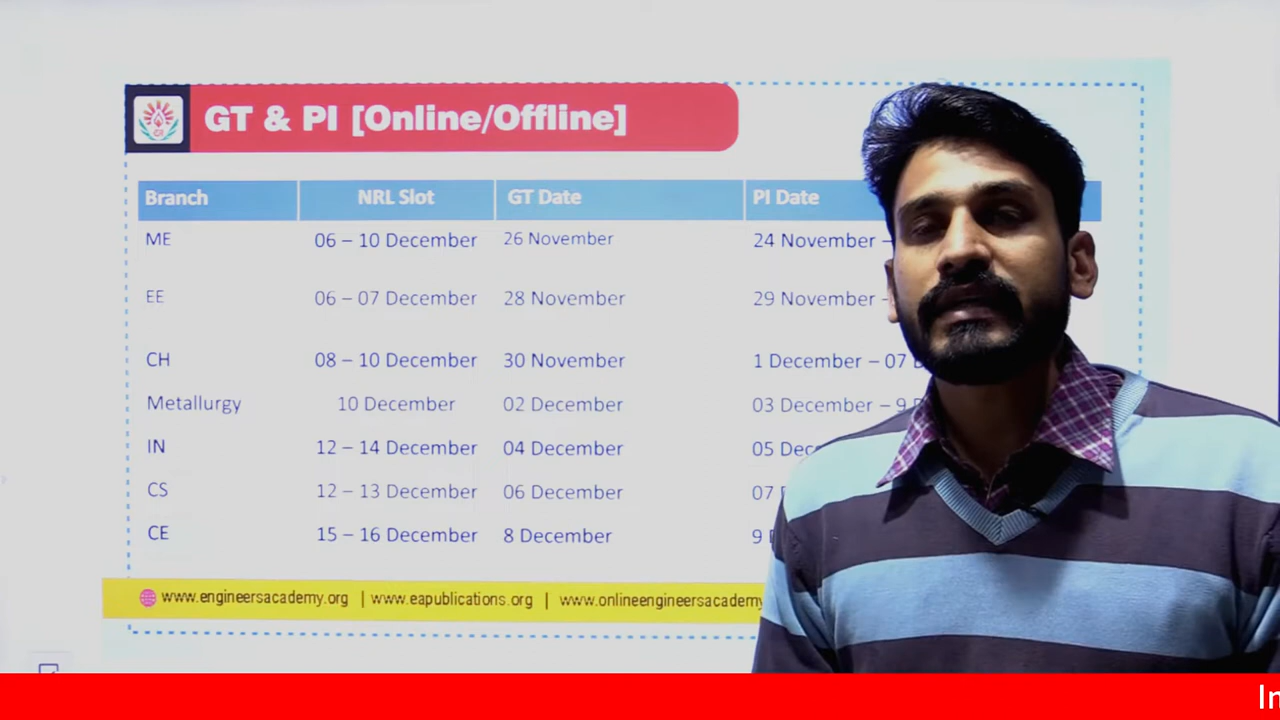 GT & PI [Online/Offline]
Branch NRL Slot GT Date PI Date
ME 06 – 10 December 26 November 24 November –
EE 06 – 07 December 28 November 29 November -
CH 08 – 10 December 30 November 1 December – 07
Metallurgy 10 December 02 December 03 December – 9
IN 12 – 14 December 04 December 05
CS 12 – 13 December 06 December 07
CE 15 – 16 December 8 December 9
www.engineersacademy.org | www.eapublications.org | www.onlineengineersacademy